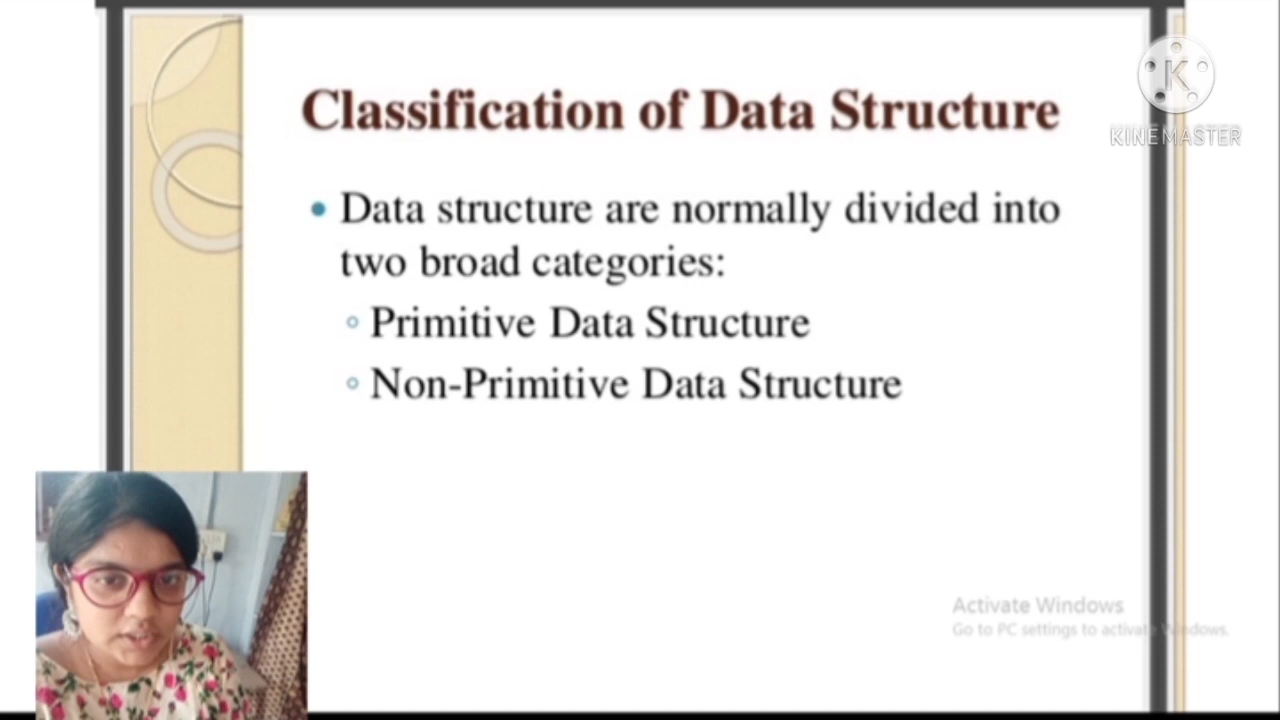 Classification of Data Structure
• Data structure are normally divided into
two broad categories:
◦ Primitive Data Structure
◦ Non-Primitive Data Structure
K
KINEMASTER
Activate Windows
Go to PC settings to activate Windows.